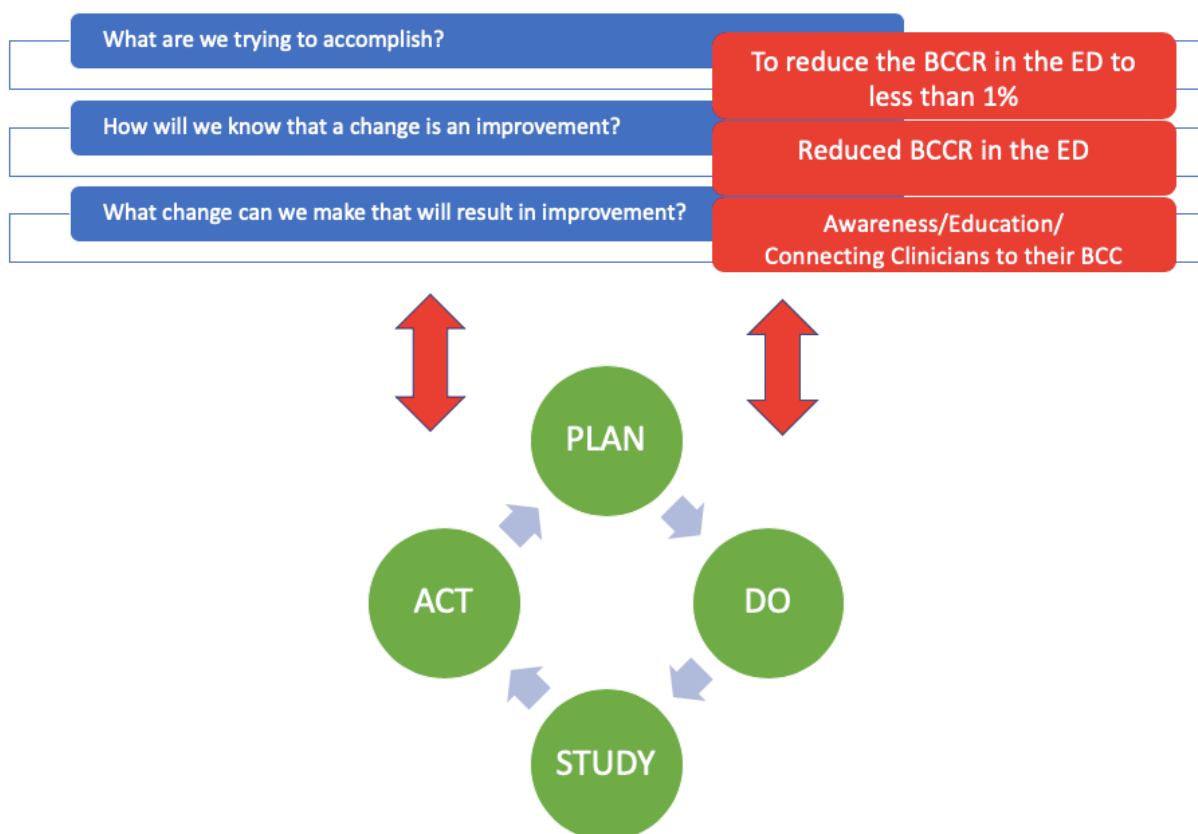 What are we trying to accomplish?
To reduce the BCCR in the ED to
less than 1%
How will we know that a change is an improvement?
Reduced BCCR in the ED
What change can we make that will result in improvement?
Awareness/Education/
Connecting Clinicians to their BCC
PLAN
ACT
DO
STUDY